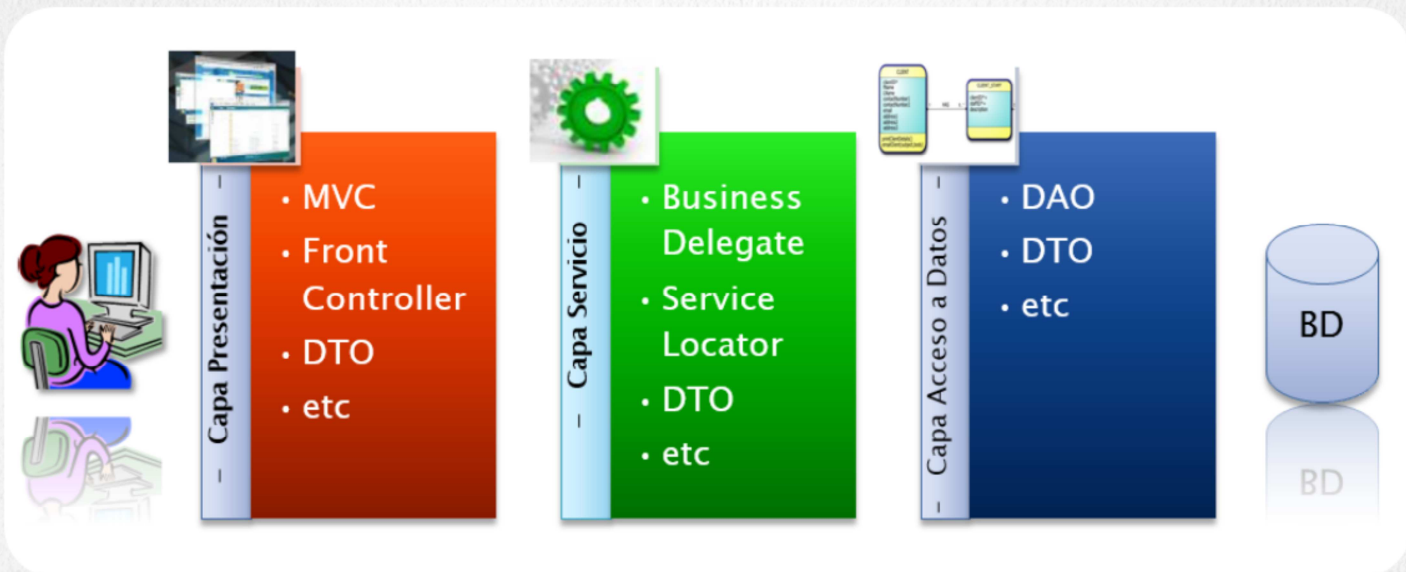 – Capa Presentación –
• MVC
• Front
Controller
• DTO
• etc
– Capa Servicio –
• Business
Delegate
• Service
Locator
• DTO
• etc
– Capa Acceso a Datos –
• DAO
• DTO
• etc
BD